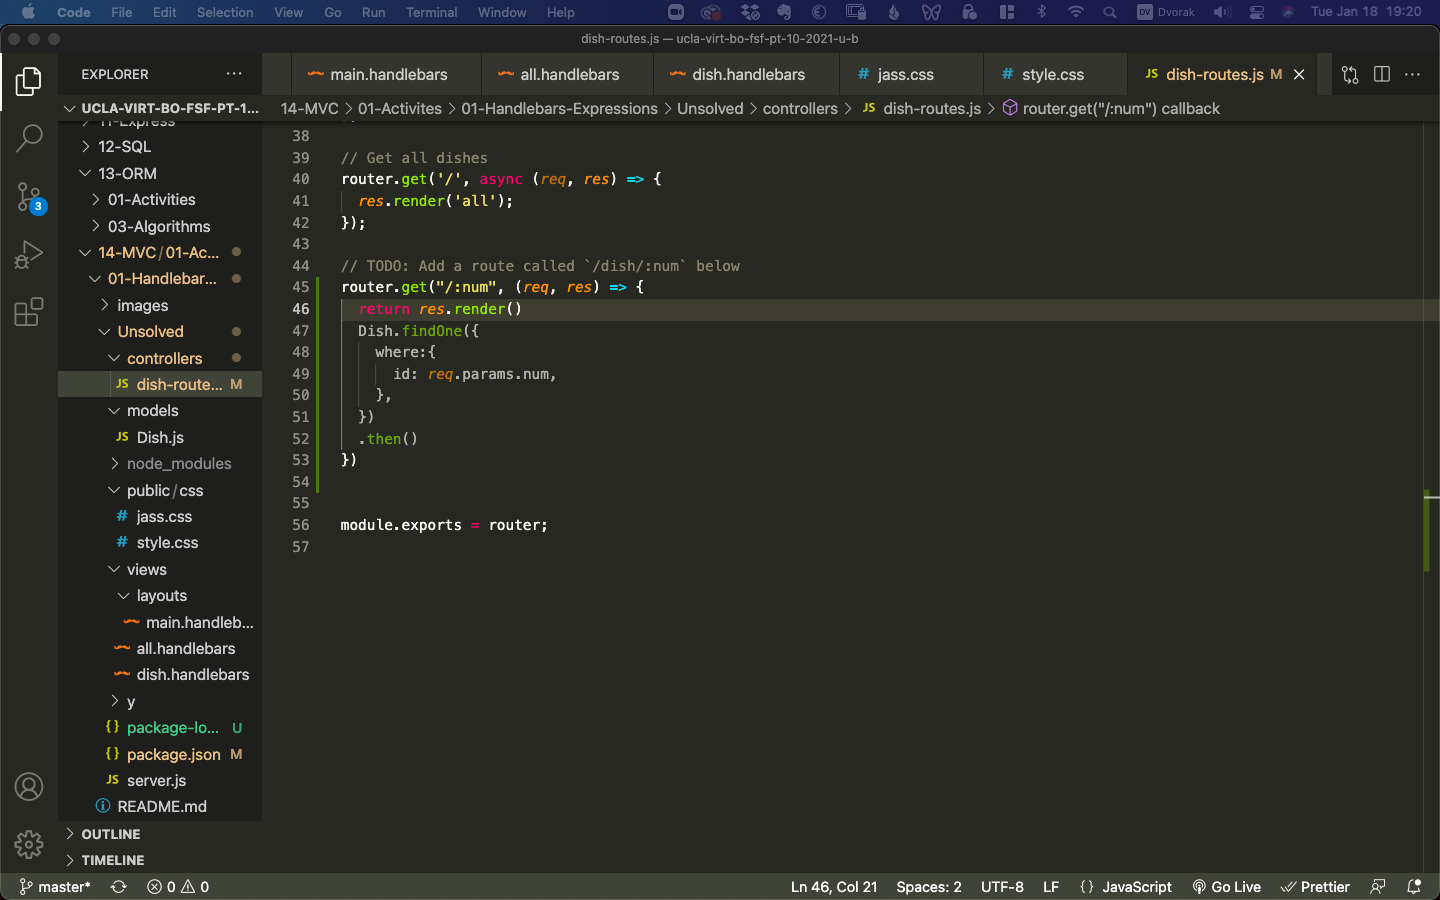 Code File Edit Selection View Go Run Terminal Window Help DV Dvorak Tue Jan 18 19:20
dish-routes.js — ucla-virt-bo-fsf-pt-10-2021-u-b
EXPLORER ...
main.handlebars all.handlebars dish.handlebars # jass.css # style.css JS dish-routes.js M
UCLA-VIRT-BO-FSF-PT-1...
14-MVC > 01-Activites > 01-Handlebars-Expressions > Unsolved > controllers > JS dish-routes.js > router.get("/:num") callback
11-Express
12-SQL
13-ORM
01-Activities
03-Algorithms
14-MVC/01-Ac...
01-Handlebar...
images
Unsolved
controllers
JS dish-route... M
models
JS Dish.js
node_modules
public/css
# jass.css
# style.css
views
layouts
main.handleb...
all.handlebars
dish.handlebars
y
{} package-lo... U
{} package.json M
JS server.js
README.md
OUTLINE
TIMELINE
3
38
39 // Get all dishes
40 router.get('/', async (req, res) => {
41 res.render('all');
42 });
43
44 // TODO: Add a route called `/dish/:num` below
45 router.get("/:num", (req, res) => {
46 return res.render()
47 Dish.findOne({
48 where:{
49 id: req.params.num,
50 },
51 })
52 .then()
53 })
54
55
56 module.exports = router;
57
master* 0 0 Ln 46, Col 21 Spaces: 2 UTF-8 LF {} JavaScript Go Live Prettier